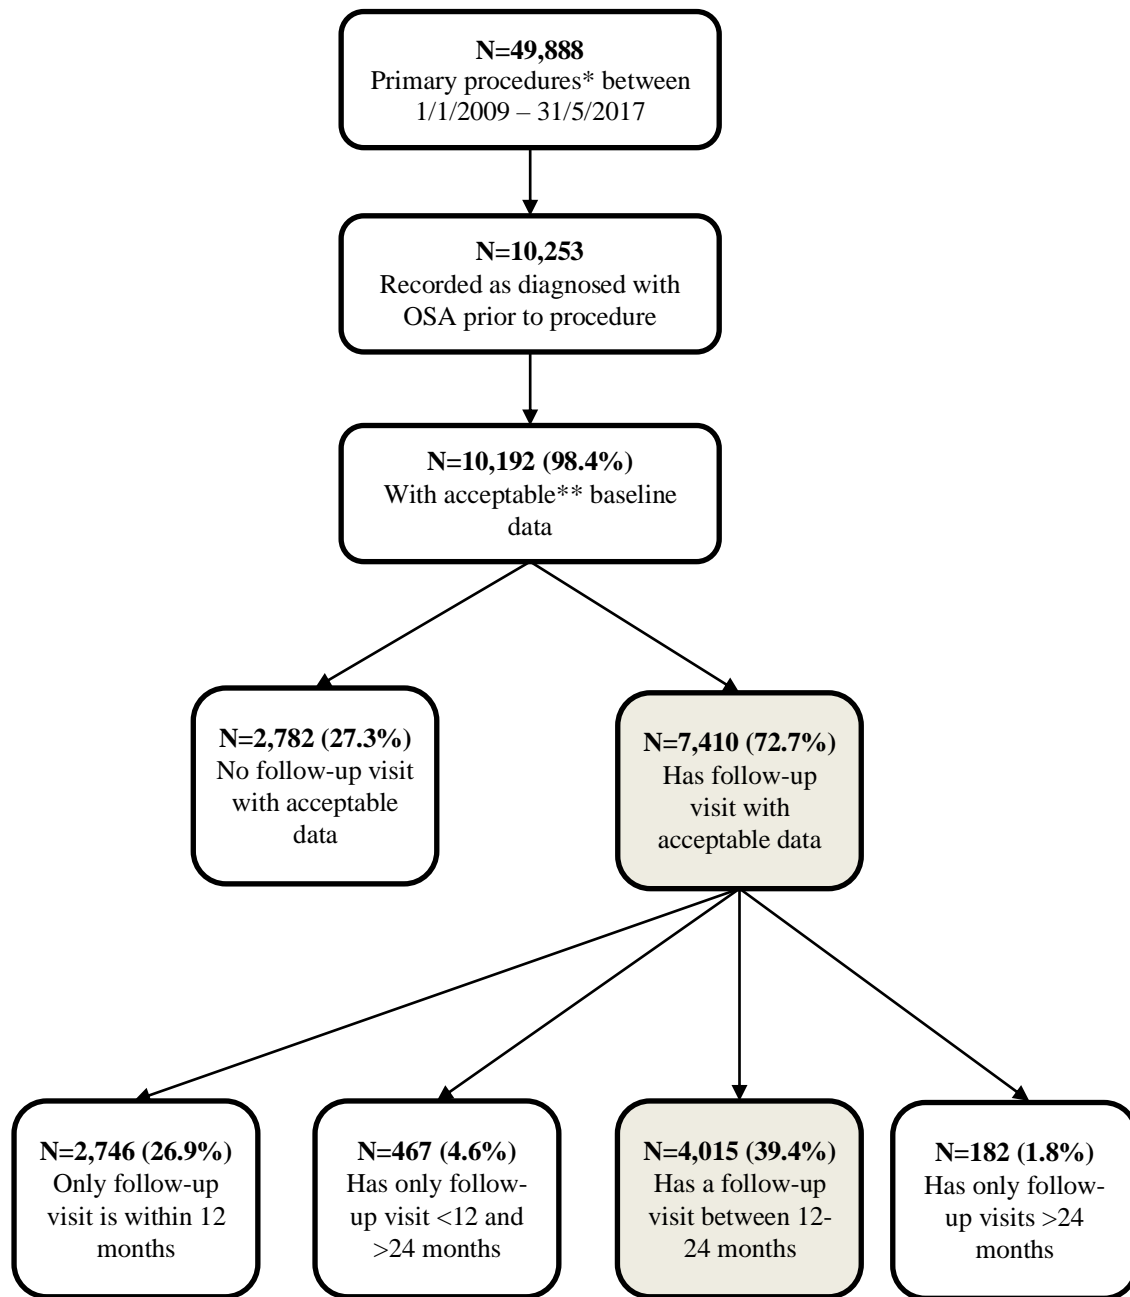 N=49,888
Primary procedures* between
1/1/2009 – 31/5/2017
N=10,253
Recorded as diagnosed with
OSA prior to procedure
N=10,192 (98.4%)
With acceptable** baseline
data
N=2,782 (27.3%)
No follow-up visit
with acceptable
data
N=7,410 (72.7%)
Has follow-up
visit with
acceptable data
N=2,746 (26.9%)
Only follow-up
visit is within 12
months
N=467 (4.6%)
Has only follow-
up visit <12 and
>24 months
N=4,015 (39.4%)
Has a follow-up
visit between 12-
24 months
N=182 (1.8%)
Has only follow-
up visits >24
months